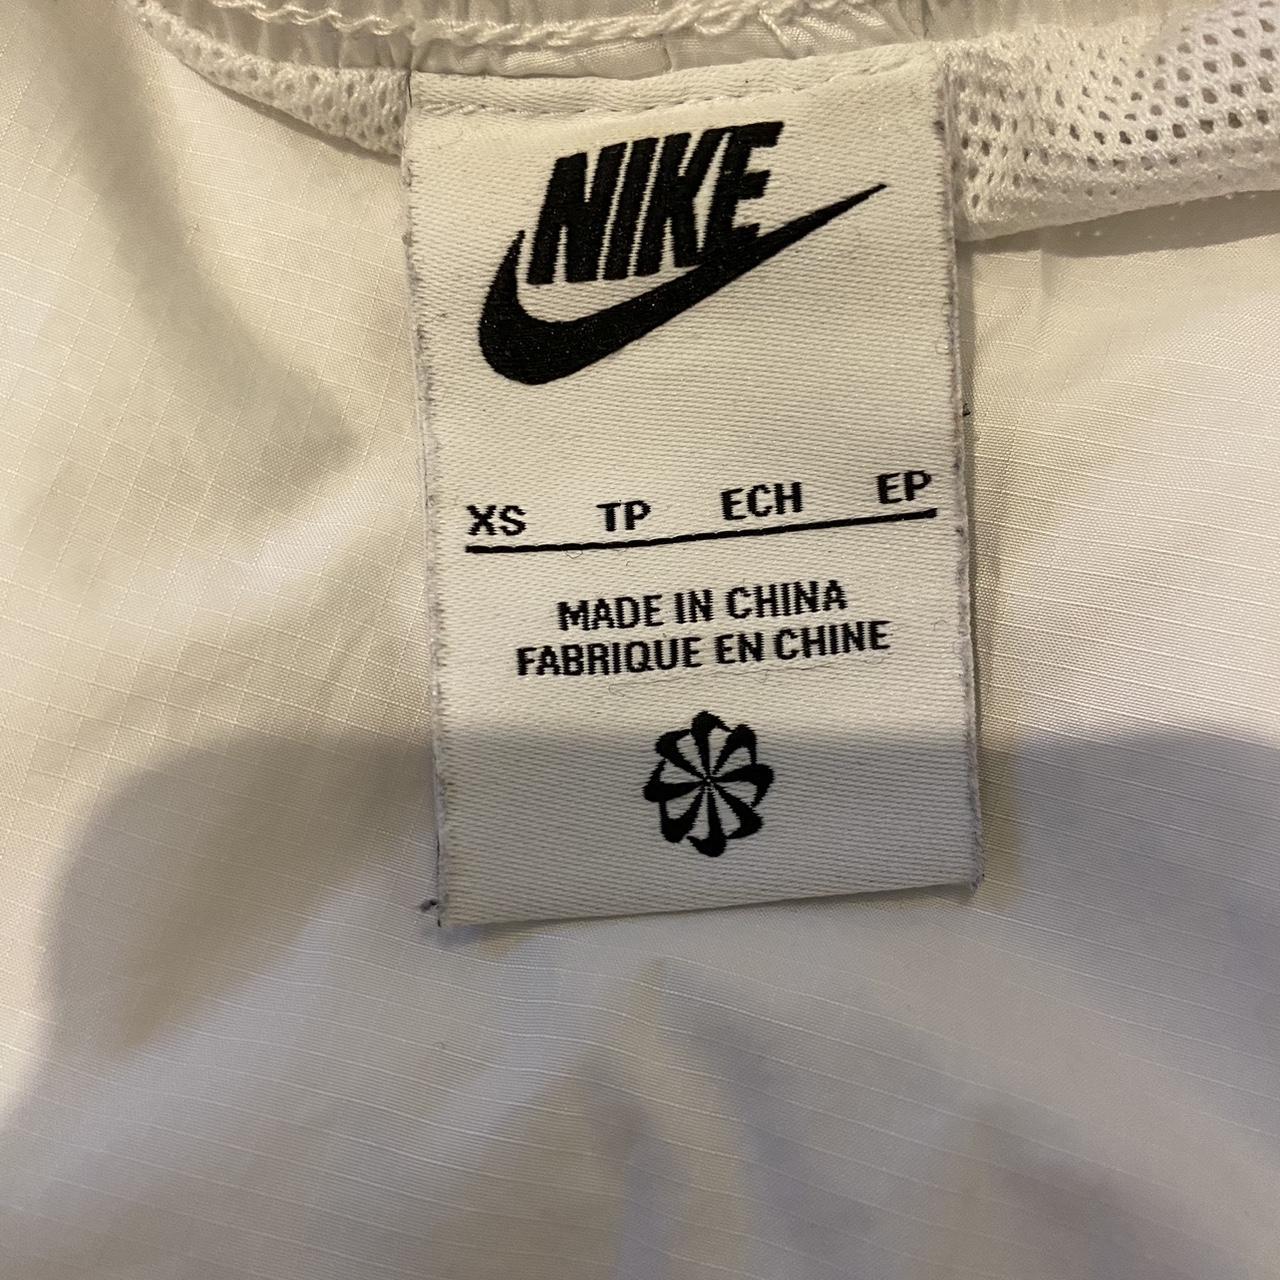 NIKE
XS TP ECH EP
MADE IN CHINA
FABRIQUE EN CHINE